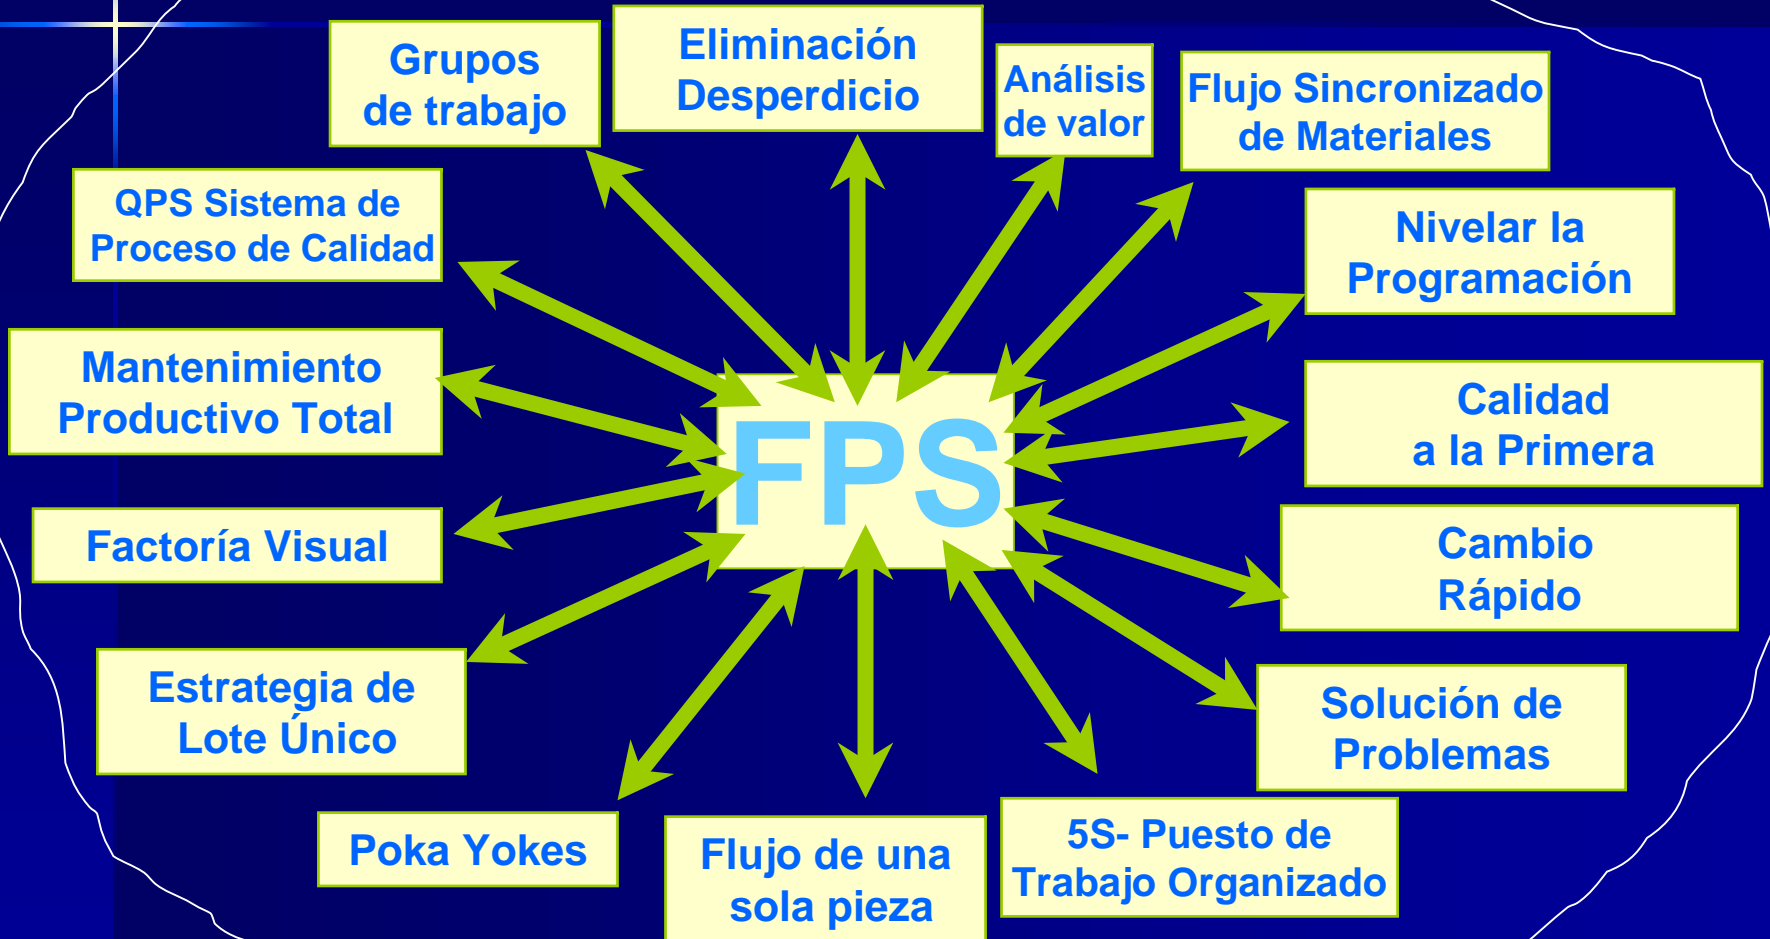 Grupos
de trabajo
Eliminación
Desperdicio
Análisis
de valor
Flujo Sincronizado
de Materiales
QPS Sistema de
Proceso de Calidad
Nivelar la
Programación
Mantenimiento
Productivo Total
Calidad
a la Primera
FPS
Factoría Visual
Cambio
Rápido
Estrategia de
Lote Único
Solución de
Problemas
Poka Yokes
Flujo de una
sola pieza
5S- Puesto de
Trabajo Organizado